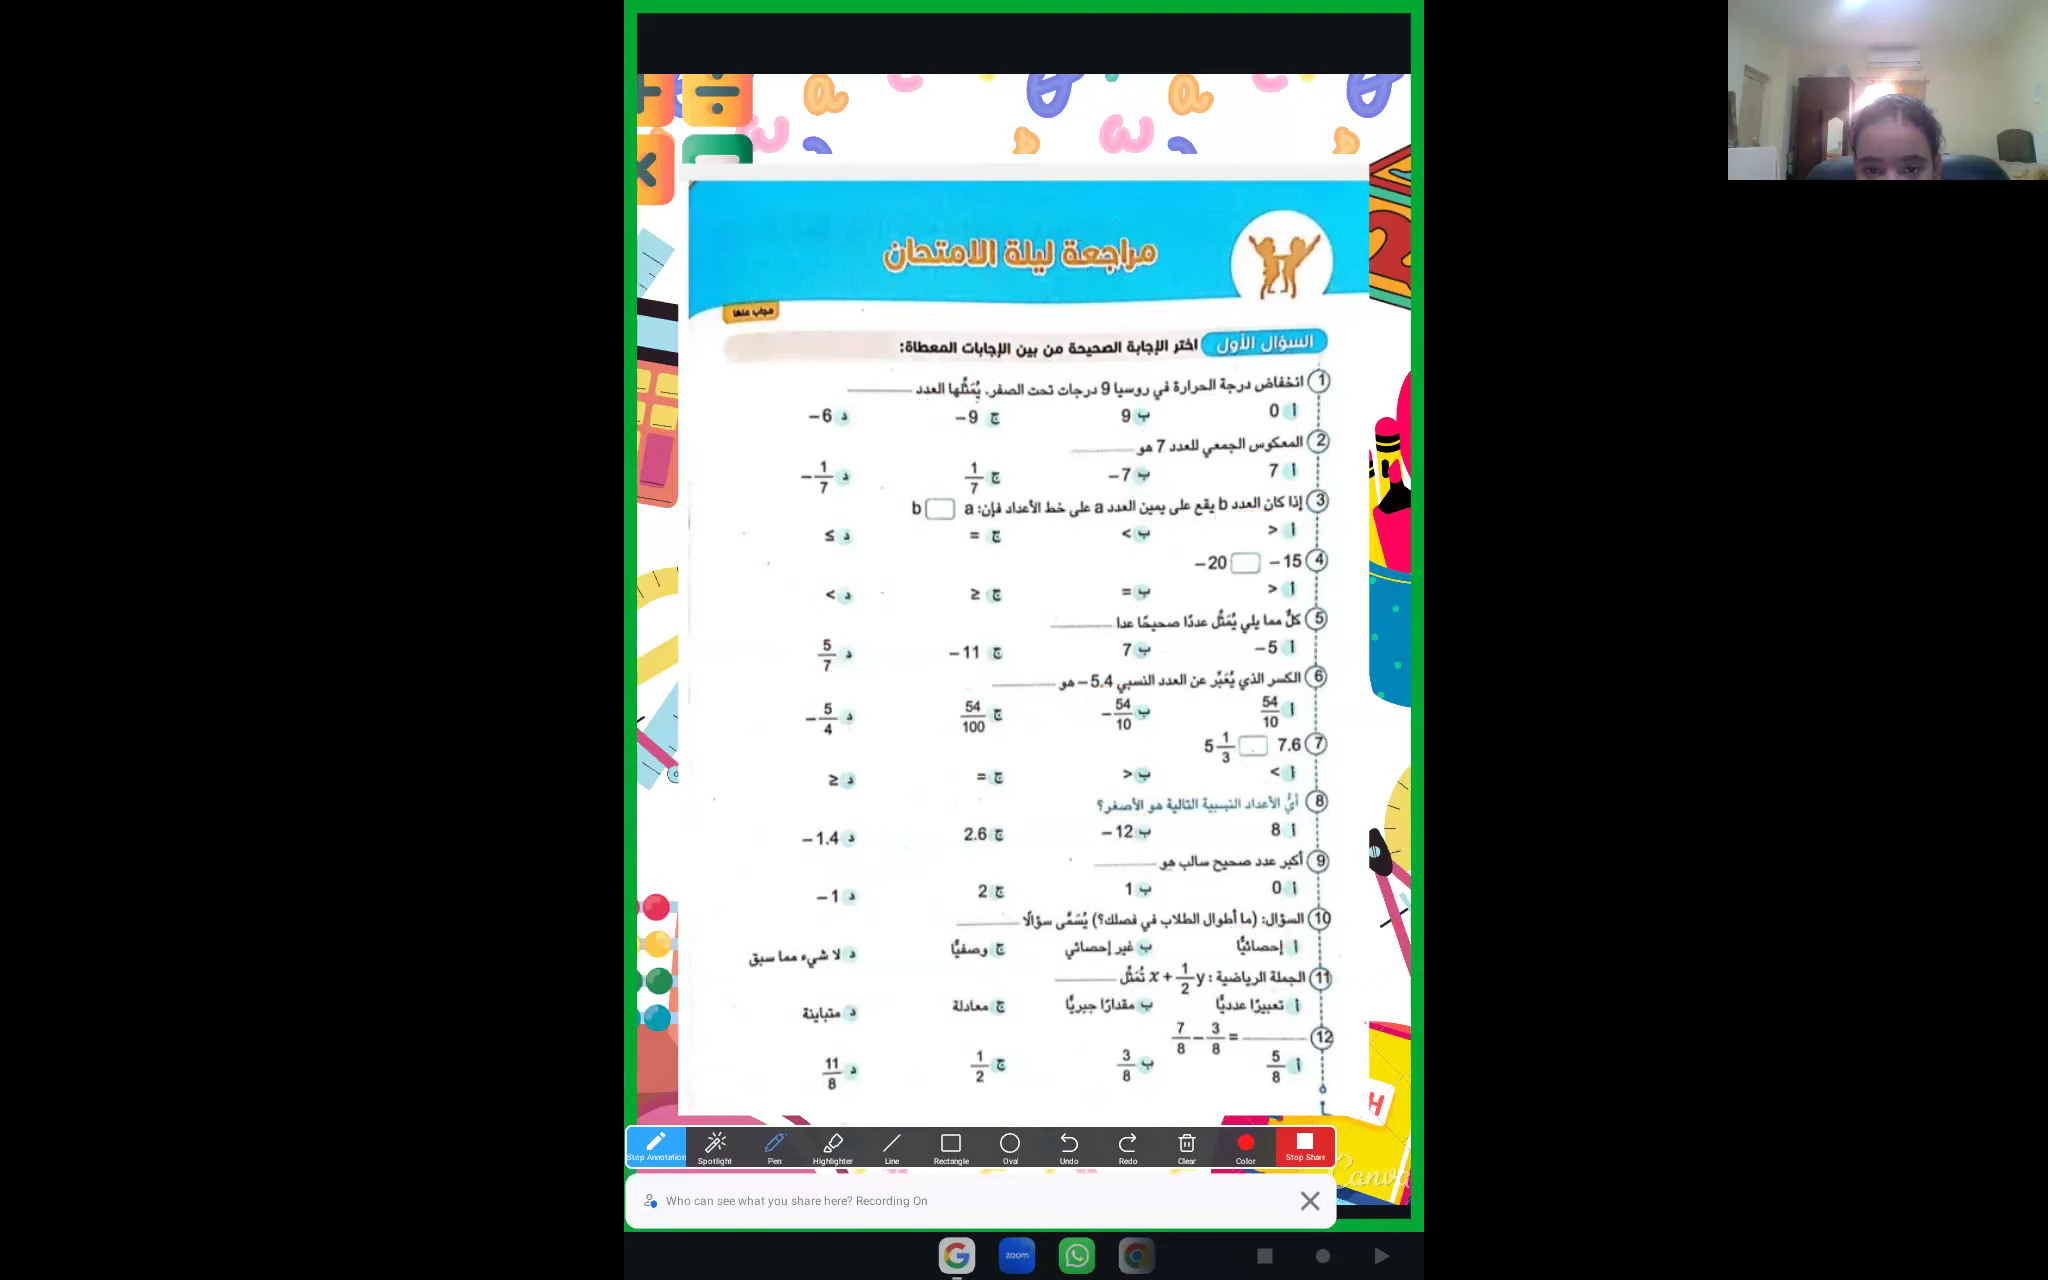 مراجعة ليلة الامتحان
مجاب عنها
السؤال الأول اختر الإجابة الصحيحة من بين الإجابات المعطاة:
1 انخفاض درجة الحرارة في روسيا 9 درجات تحت الصفر. يُمَثِّلها العدد ______
أ 0 ب 9 ج −9 د −6
2 المعكوس الجمعي للعدد 7 هو ______
أ 7 ب −7 ج 1/7 د −1/7
3 إذا كان العدد b يقع على يمين العدد a على خط الأعداد فإن: b □ a
أ > ب < ج = د ≤
4 −20 □ −15
أ > ب = ج ≥ د <
5 كلٌّ مما يلي يُمَثِّل عددًا صحيحًا عدا ______
أ −5 ب 7 ج −11 د 5/7
6 الكسر الذي يُعَبِّر عن العدد النسبي −5.4 هو ______
أ 54/10 ب −54/10 ج 54/100 د −5/4
7 5 1/3 □ 7.6
أ < ب > ج = د ≥
8 أيُّ الأعداد النسبية التالية هو الأصغر؟
أ 8 ب −12 ج 2.6 د −1.4
9 أكبر عدد صحيح سالب هو ______
أ 0 ب 1 ج 2 د −1
10 السؤال: (ما أطوال الطلاب في فصلك؟) يُسَمَّى سؤالًا ______
أ إحصائيًّا ب غير إحصائي ج وصفيًّا د لا شيء مما سبق
11 الجملة الرياضية: x + 1/2 y تُمَثِّل ______
أ تعبيرًا عدديًّا ب مقدارًا جبريًّا ج معادلة د متباينة
12 7/8 − 3/8 = ______
أ 5/8 ب 3/8 ج 1/2 د 11/8
Stop Annotation Spotlight Pen Highlighter Line Rectangle Oval Undo Redo Clear Color Stop Share
Canva
Who can see what you share here? Recording On
zoom